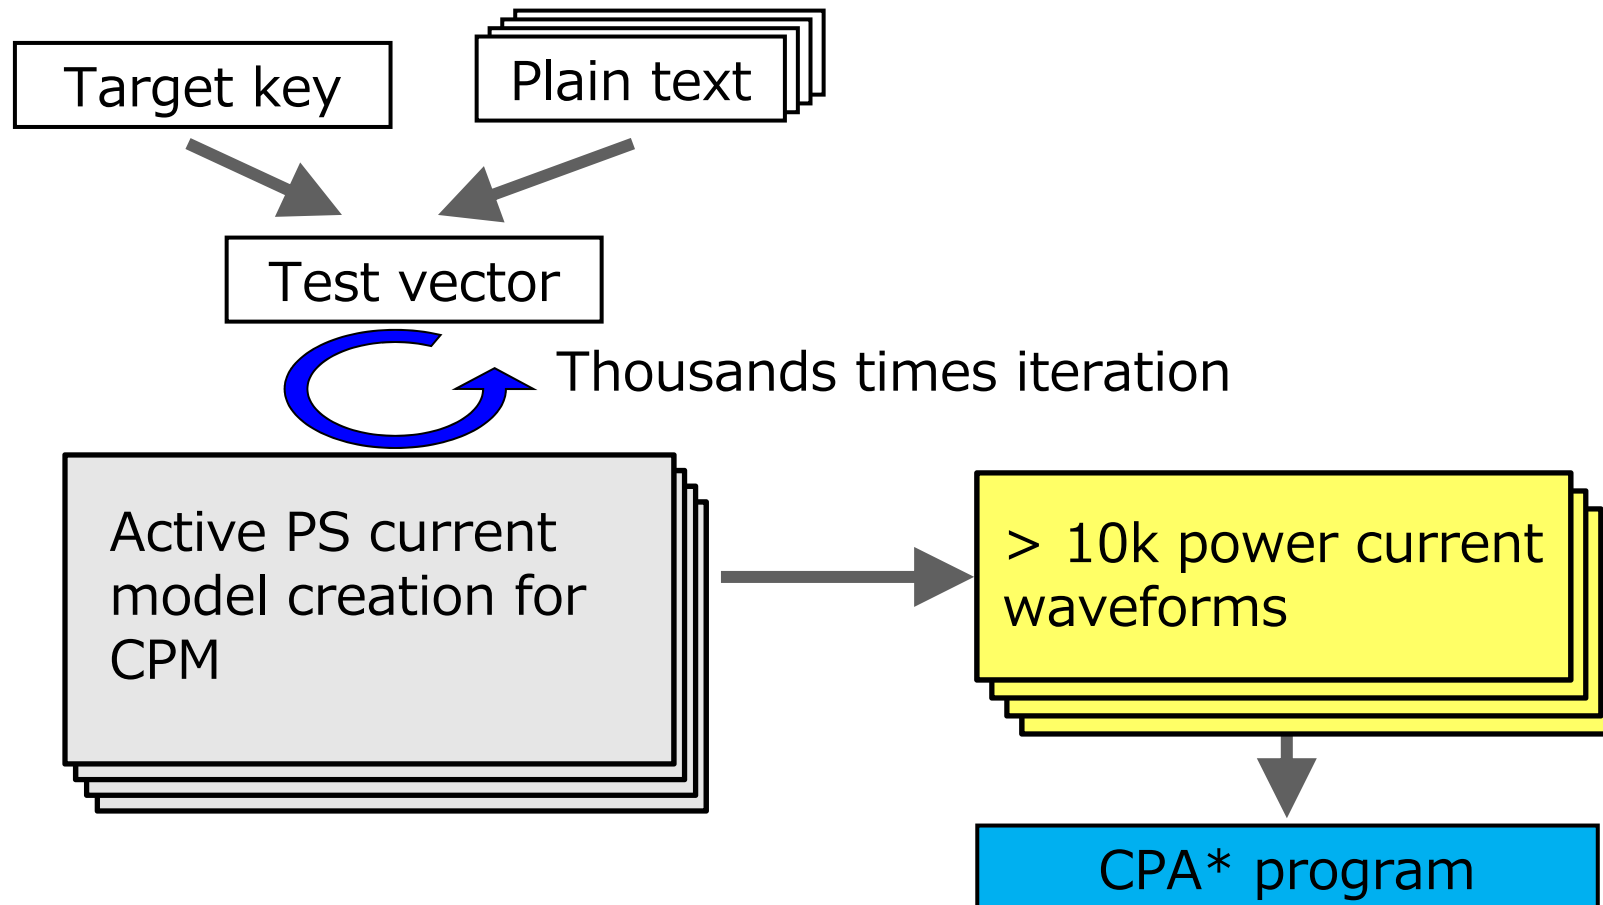 Target key
Plain text
Test vector
Thousands times iteration
Active PS current
model creation for
CPM
> 10k power current
waveforms
CPA* program